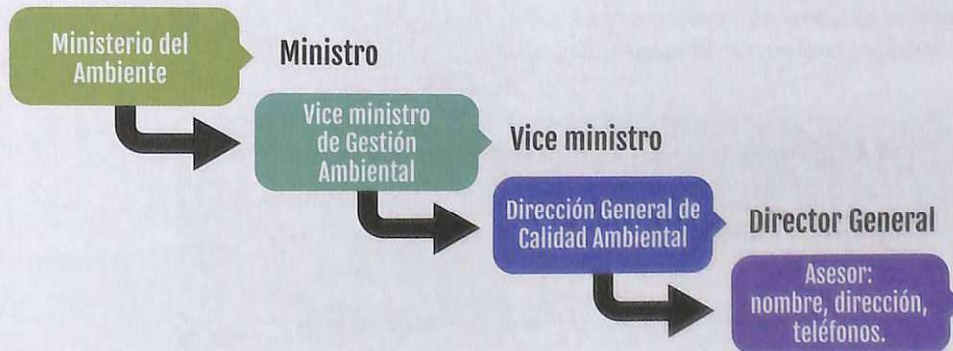 Ministerio del
Ambiente
Ministro
Vice ministro
de Gestión
Ambiental
Vice ministro
Dirección General de
Calidad Ambiental
Director General
Asesor:
nombre, dirección,
teléfonos.